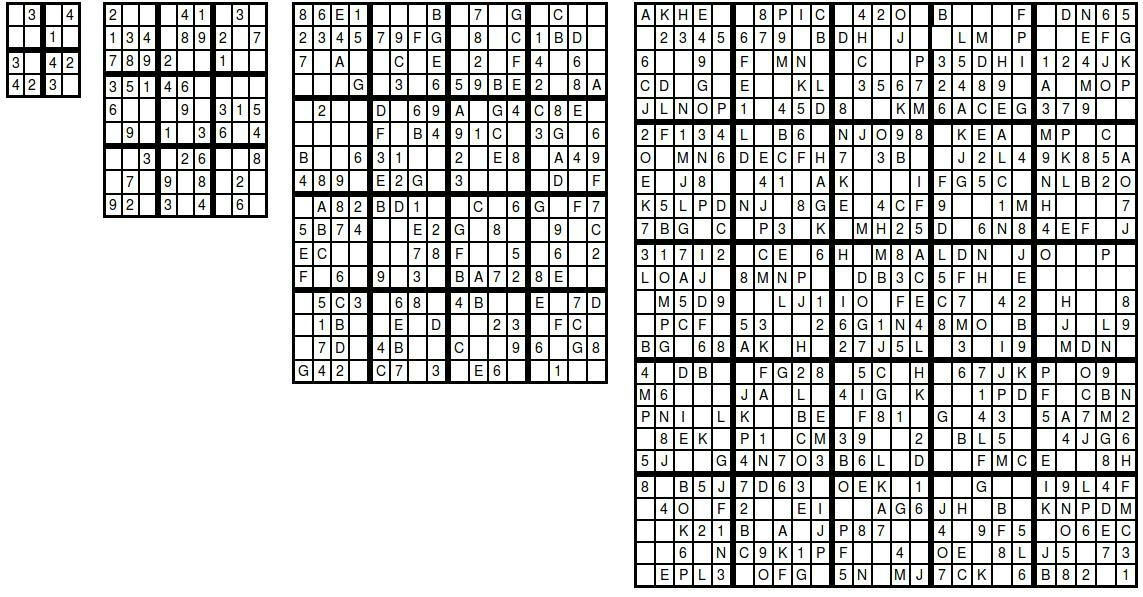 3 4
1
3 4 2
4 2 3
2 4 1 3
1 3 4 8 9 2 7
7 8 9 2 1
3 5 1 4 6
6 9 3 1 5
9 1 3 6 4
3 2 6 8
7 9 8 2
9 2 3 4 6
8 6 E 1 B 7 G C
2 3 4 5 7 9 F G 8 C 1 B D
7 A C E 2 F 4 6
G 3 6 5 9 B E 2 8 A
2 D 6 9 A G 4 C 8 E
F B 4 9 1 C 3 G 6
B 6 3 1 2 E 8 A 4 9
4 8 9 E 2 G 3 D F
A 8 2 B D 1 C 6 G F 7
5 B 7 4 E 2 G 8 9 C
E C 7 8 F 5 6 2
F 6 9 3 B A 7 2 8 E
5 C 3 6 8 4 B E 7 D
1 B E D 2 3 F C
7 D 4 B C 9 6 G 8
G 4 2 C 7 3 E 6 1
A K H E 8 P I C 4 2 O B F D N 6 5
2 3 4 5 6 7 9 B D H J L M P E F G
6 9 F M N C P 3 5 D H I 1 2 4 J K
C D G E K L 3 5 6 7 2 4 8 9 A M O P
J L N O P 1 4 5 D 8 K M 6 A C E G 3 7 9
2 F 1 3 4 L B 6 N J O 9 8 K E A M P C
O M N 6 D E C F H 7 3 B J 2 L 4 9 K 8 5 A
E J 8 4 1 A K I F G 5 C N L B 2 O
K 5 L P D N J 8 G E 4 C F 9 1 M H 7
7 B G C P 3 K M H 2 5 D 6 N 8 4 E F J
3 1 7 I 2 C E 6 H M 8 A L D N J O P
L O A J 8 M N P D B 3 C 5 F H E
M 5 D 9 L J 1 I O F E C 7 4 2 H 8
P C F 5 3 2 6 G 1 N 4 8 M O B J L 9
B G 6 8 A K H 2 7 J 5 L 3 I 9 M D N
4 D B F G 2 8 5 C H 6 7 J K P O 9
M 6 J A L 4 I G K 1 P D F C B N
P N I L K B E F 8 1 G 4 3 5 A 7 M 2
8 E K P 1 C M 3 9 2 B L 5 4 J G 6
5 J G 4 N 7 O 3 B 6 L D F M C E 8 H
8 B 5 J 7 D 6 3 O E K 1 G I 9 L 4 F
4 O F 2 E I A G 6 J H B K N P D M
K 2 1 B A J P 8 7 4 9 F 5 O 6 E C
6 N C 9 K 1 P F 4 O E 8 L J 5 7 3
E P L 3 O F G 5 N M J 7 C K 6 B 8 2 1